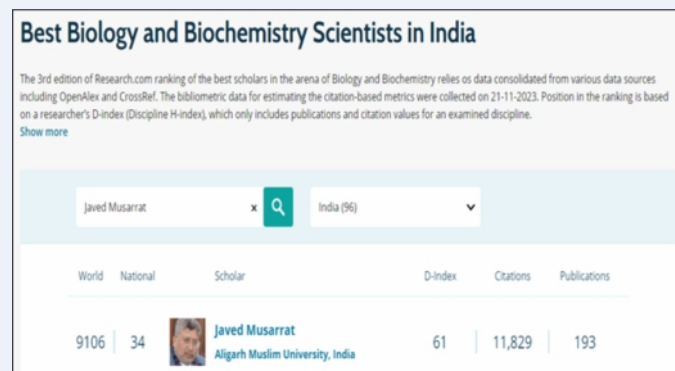 Best Biology and Biochemistry Scientists in India
The 3rd edition of Research.com ranking of the best scholars in the arena of Biology and Biochemistry relies os data consolidated from various data sources
including OpenAlex and CrossRef. The bibliometric data for estimating the citation-based metrics were collected on 21-11-2023. Position in the ranking is based
on a researcher's D-index (Discipline H-index), which only includes publications and citation values for an examined discipline.
Show more
Javed Musarrat x India (96)
World National Scholar D-Index Citations Publications
9106 34 Javed Musarrat 61 11,829 193
Aligarh Muslim University, India